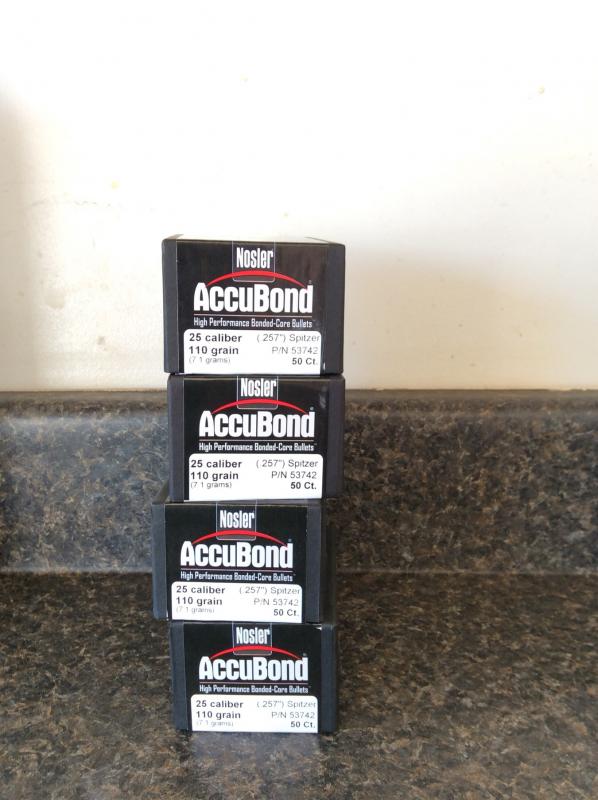 Nosler
AccuBond
High Performance Bonded-Core Bullets
25 caliber (.257") Spitzer
110 grain P/N 53742
(7.1 grams) 50 Ct.
Nosler
AccuBond
High Performance Bonded-Core Bullets
25 caliber (.257") Spitzer
110 grain P/N 53742
(7.1 grams) 50 Ct.
Nosler
AccuBond
High Performance Bonded-Core Bullets
25 caliber (.257") Spitzer
110 grain P/N 53742
(7.1 grams) 50 Ct.
Nosler
AccuBond
High Performance Bonded-Core Bullets
25 caliber (.257") Spitzer
110 grain P/N 53742
(7.1 grams) 50 Ct.